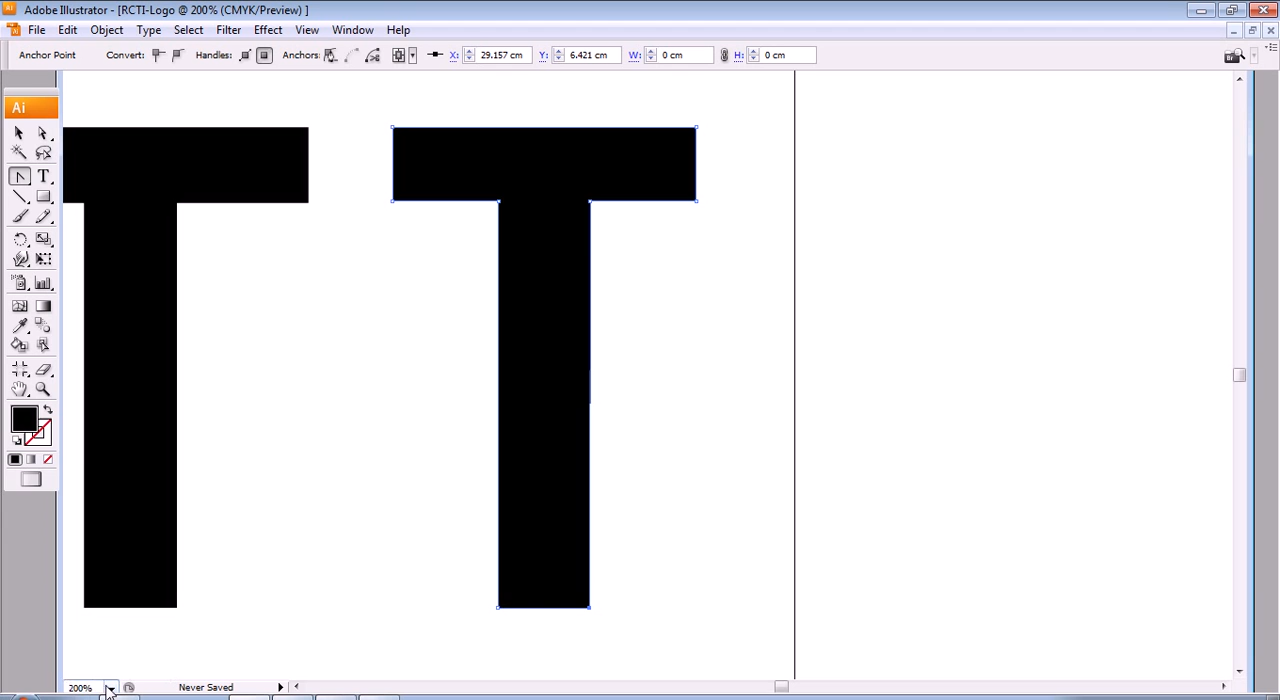 Adobe Illustrator - [RCTI-Logo @ 200% (CMYK/Preview) ]
File Edit Object Type Select Filter Effect View Window Help
Anchor Point Convert: Handles: Anchors: X: 29.157 cm Y: 6.421 cm W: 0 cm H: 0 cm
Br
Ai
T
T T
200% Never Saved